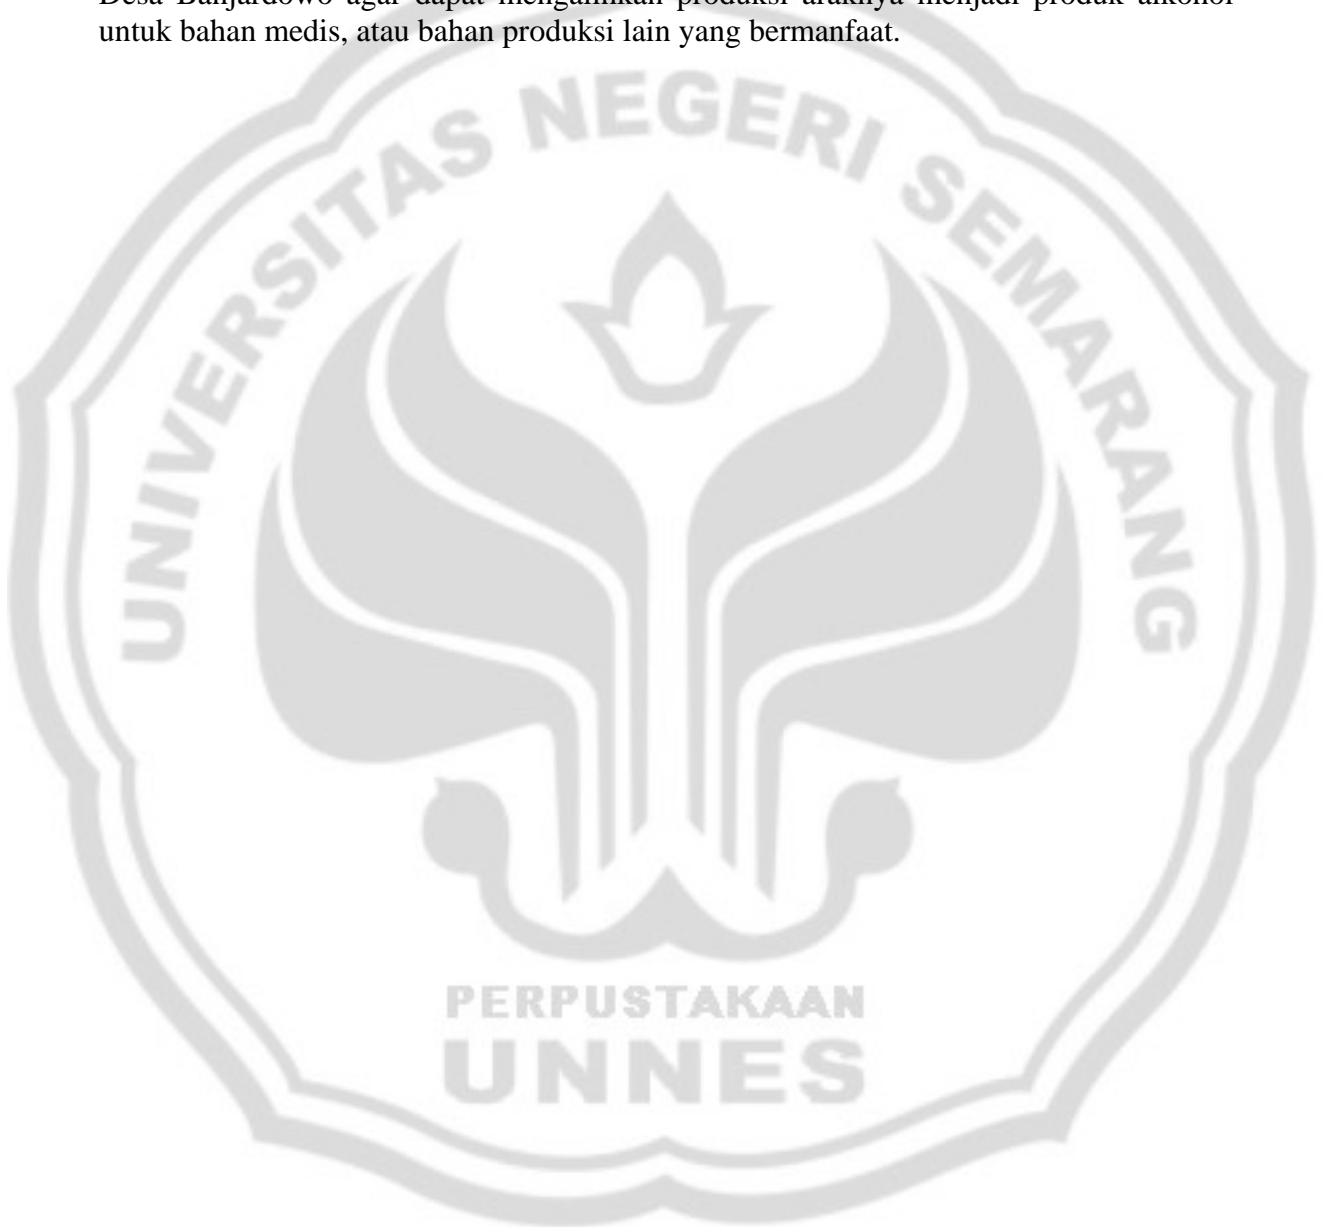 Desa Banjardowo agar dapat mengalihkan produksi araknya menjadi produk alkohol
untuk bahan medis, atau bahan produksi lain yang bermanfaat.
UNIVERSITAS NEGERI SEMARANG
PERPUSTAKAAN
UNNES